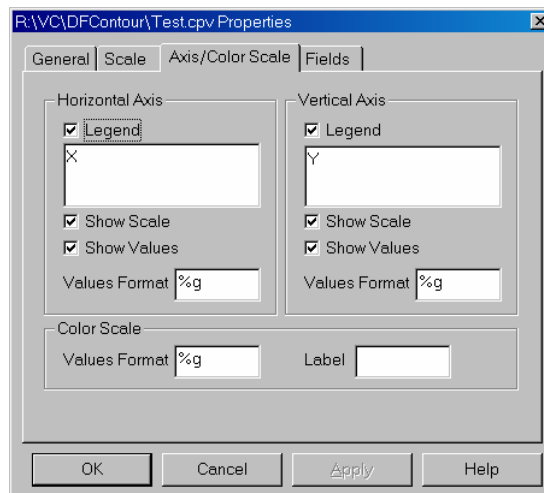 R:\VC\DFContour\Test.cpv Properties
General Scale Axis/Color Scale Fields
Horizontal Axis Vertical Axis
Legend Legend
X Y
Show Scale Show Scale
Show Values Show Values
Values Format %g Values Format %g
Color Scale
Values Format %g Label
OK Cancel Apply Help